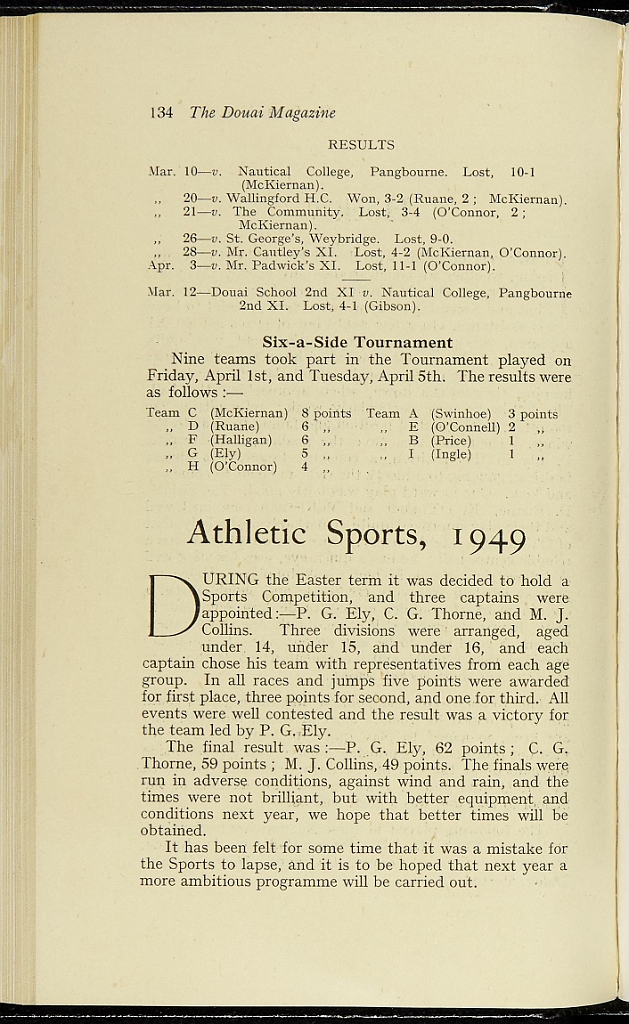 134 The Douai Magazine
RESULTS
Mar. 10—v. Nautical College, Pangbourne. Lost, 10-1
(McKiernan).
,, 20—v. Wallingford H.C. Won, 3-2 (Ruane, 2 ; McKiernan).
,, 21—v. The Community. Lost, 3-4 (O'Connor, 2 ;
McKiernan).
,, 26—v. St. George's, Weybridge. Lost, 9-0.
,, 28—v. Mr. Cautley's XI. Lost, 4-2 (McKiernan, O'Connor).
Apr. 3—v. Mr. Padwick's XI. Lost, 11-1 (O'Connor).
Mar. 12—Douai School 2nd XI v. Nautical College, Pangbourne
2nd XI. Lost, 4-1 (Gibson).
Six-a-Side Tournament
Nine teams took part in the Tournament played on
Friday, April 1st, and Tuesday, April 5th. The results were
as follows :—
Team C (McKiernan) 8 points Team A (Swinhoe) 3 points
,, D (Ruane) 6 ,, ,, E (O'Connell) 2 ,,
,, F (Halligan) 6 ,, ,, B (Price) 1 ,,
,, G (Ely) 5 ,, ,, I (Ingle) 1 ,,
,, H (O'Connor) 4 ,,
Athletic Sports, 1949
DURING the Easter term it was decided to hold a
Sports Competition, and three captains were
appointed :—P. G. Ely, C. G. Thorne, and M. J.
Collins. Three divisions were arranged, aged
under 14, under 15, and under 16, and each
captain chose his team with representatives from each age
group. In all races and jumps five points were awarded
for first place, three points for second, and one for third. All
events were well contested and the result was a victory for
the team led by P. G. Ely.
The final result was :—P. G. Ely, 62 points ; C. G.
Thorne, 59 points ; M. J. Collins, 49 points. The finals were
run in adverse conditions, against wind and rain, and the
times were not brilliant, but with better equipment and
conditions next year, we hope that better times will be
obtained.
It has been felt for some time that it was a mistake for
the Sports to lapse, and it is to be hoped that next year a
more ambitious programme will be carried out.